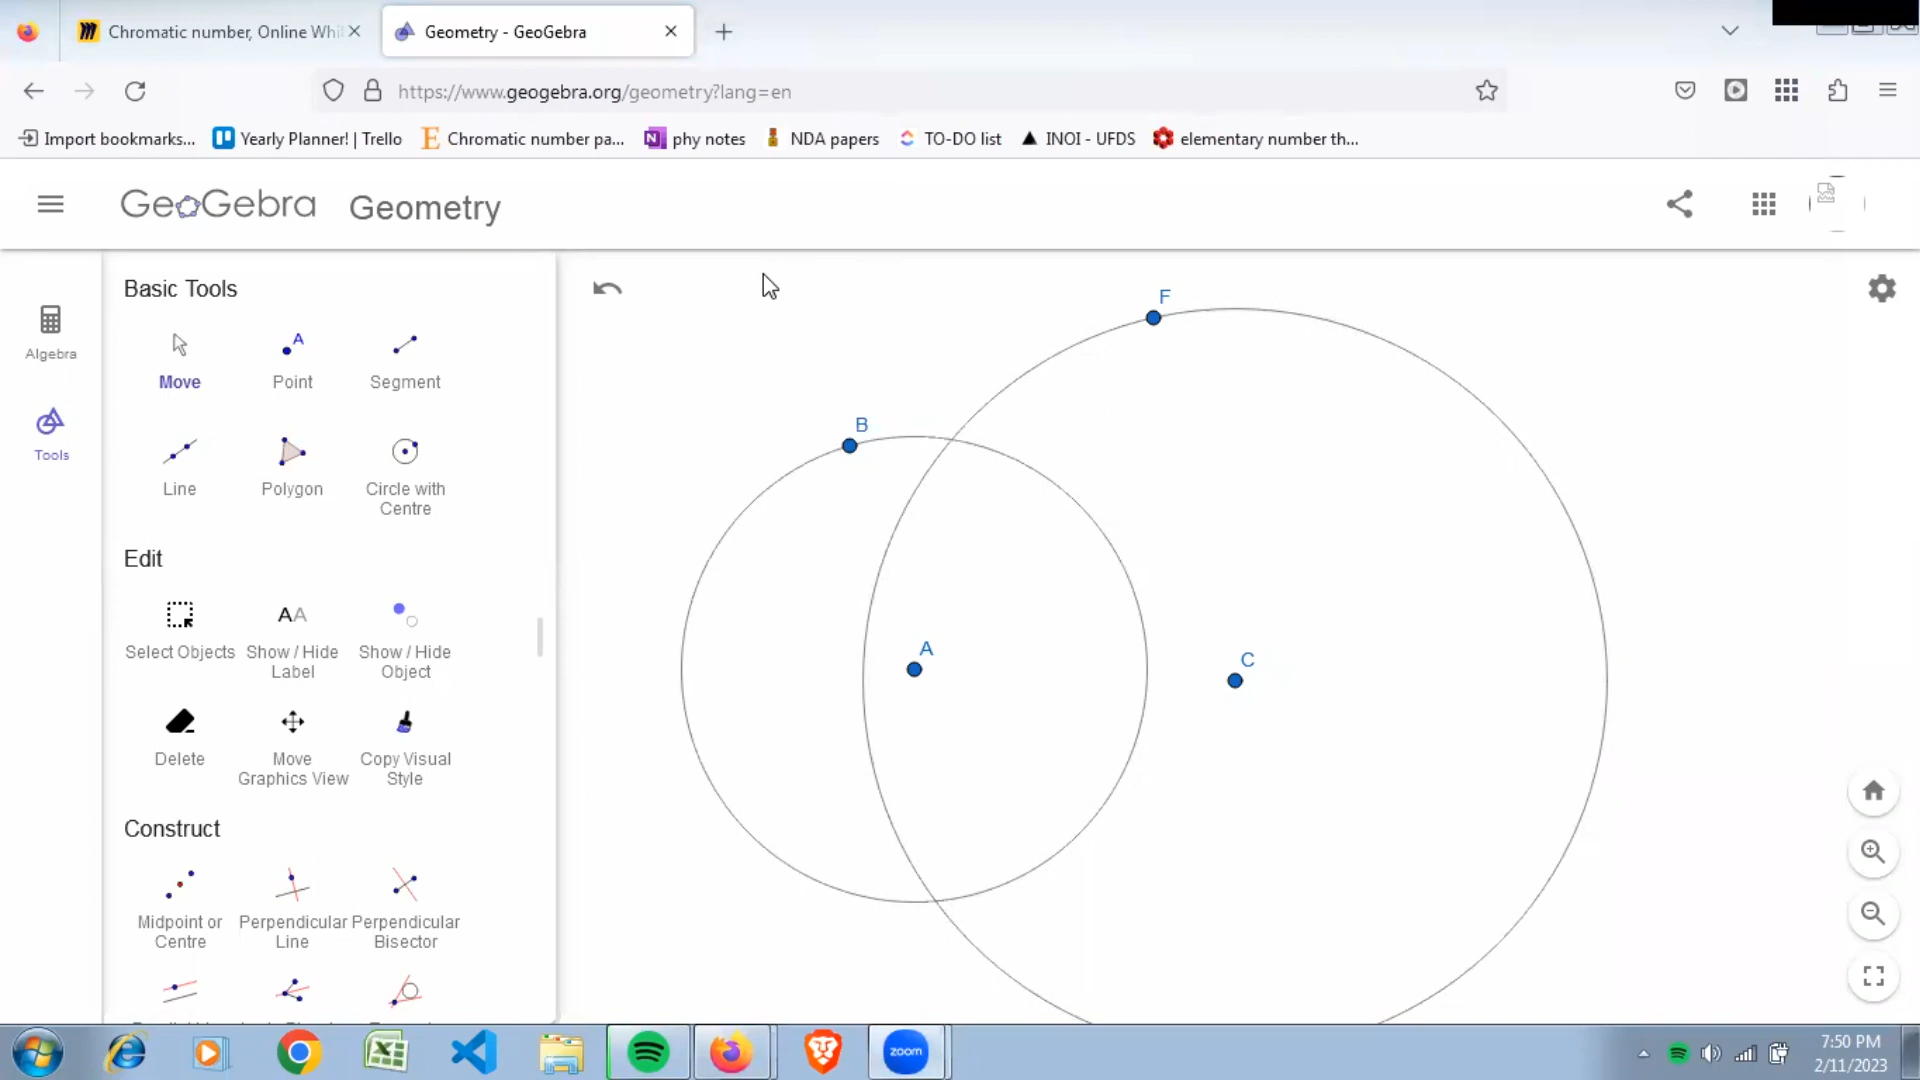 Chromatic number, Online Whi
Geometry - GeoGebra
https://www.geogebra.org/geometry?lang=en
Import bookmarks...
Yearly Planner! | Trello
Chromatic number pa...
phy notes
NDA papers
TO-DO list
INOI - UFDS
elementary number th...
GeoGebra
Geometry
Algebra
Tools
Basic Tools
Move
A
Point
Segment
Line
Polygon
Circle with
Centre
Edit
Select Objects
AA
Show / Hide
Label
Show / Hide
Object
Delete
Move
Graphics View
Copy Visual
Style
Construct
Midpoint or
Centre
Perpendicular
Line
Perpendicular
Bisector
F
B
A
C
zoom
7:50 PM
2/11/2023